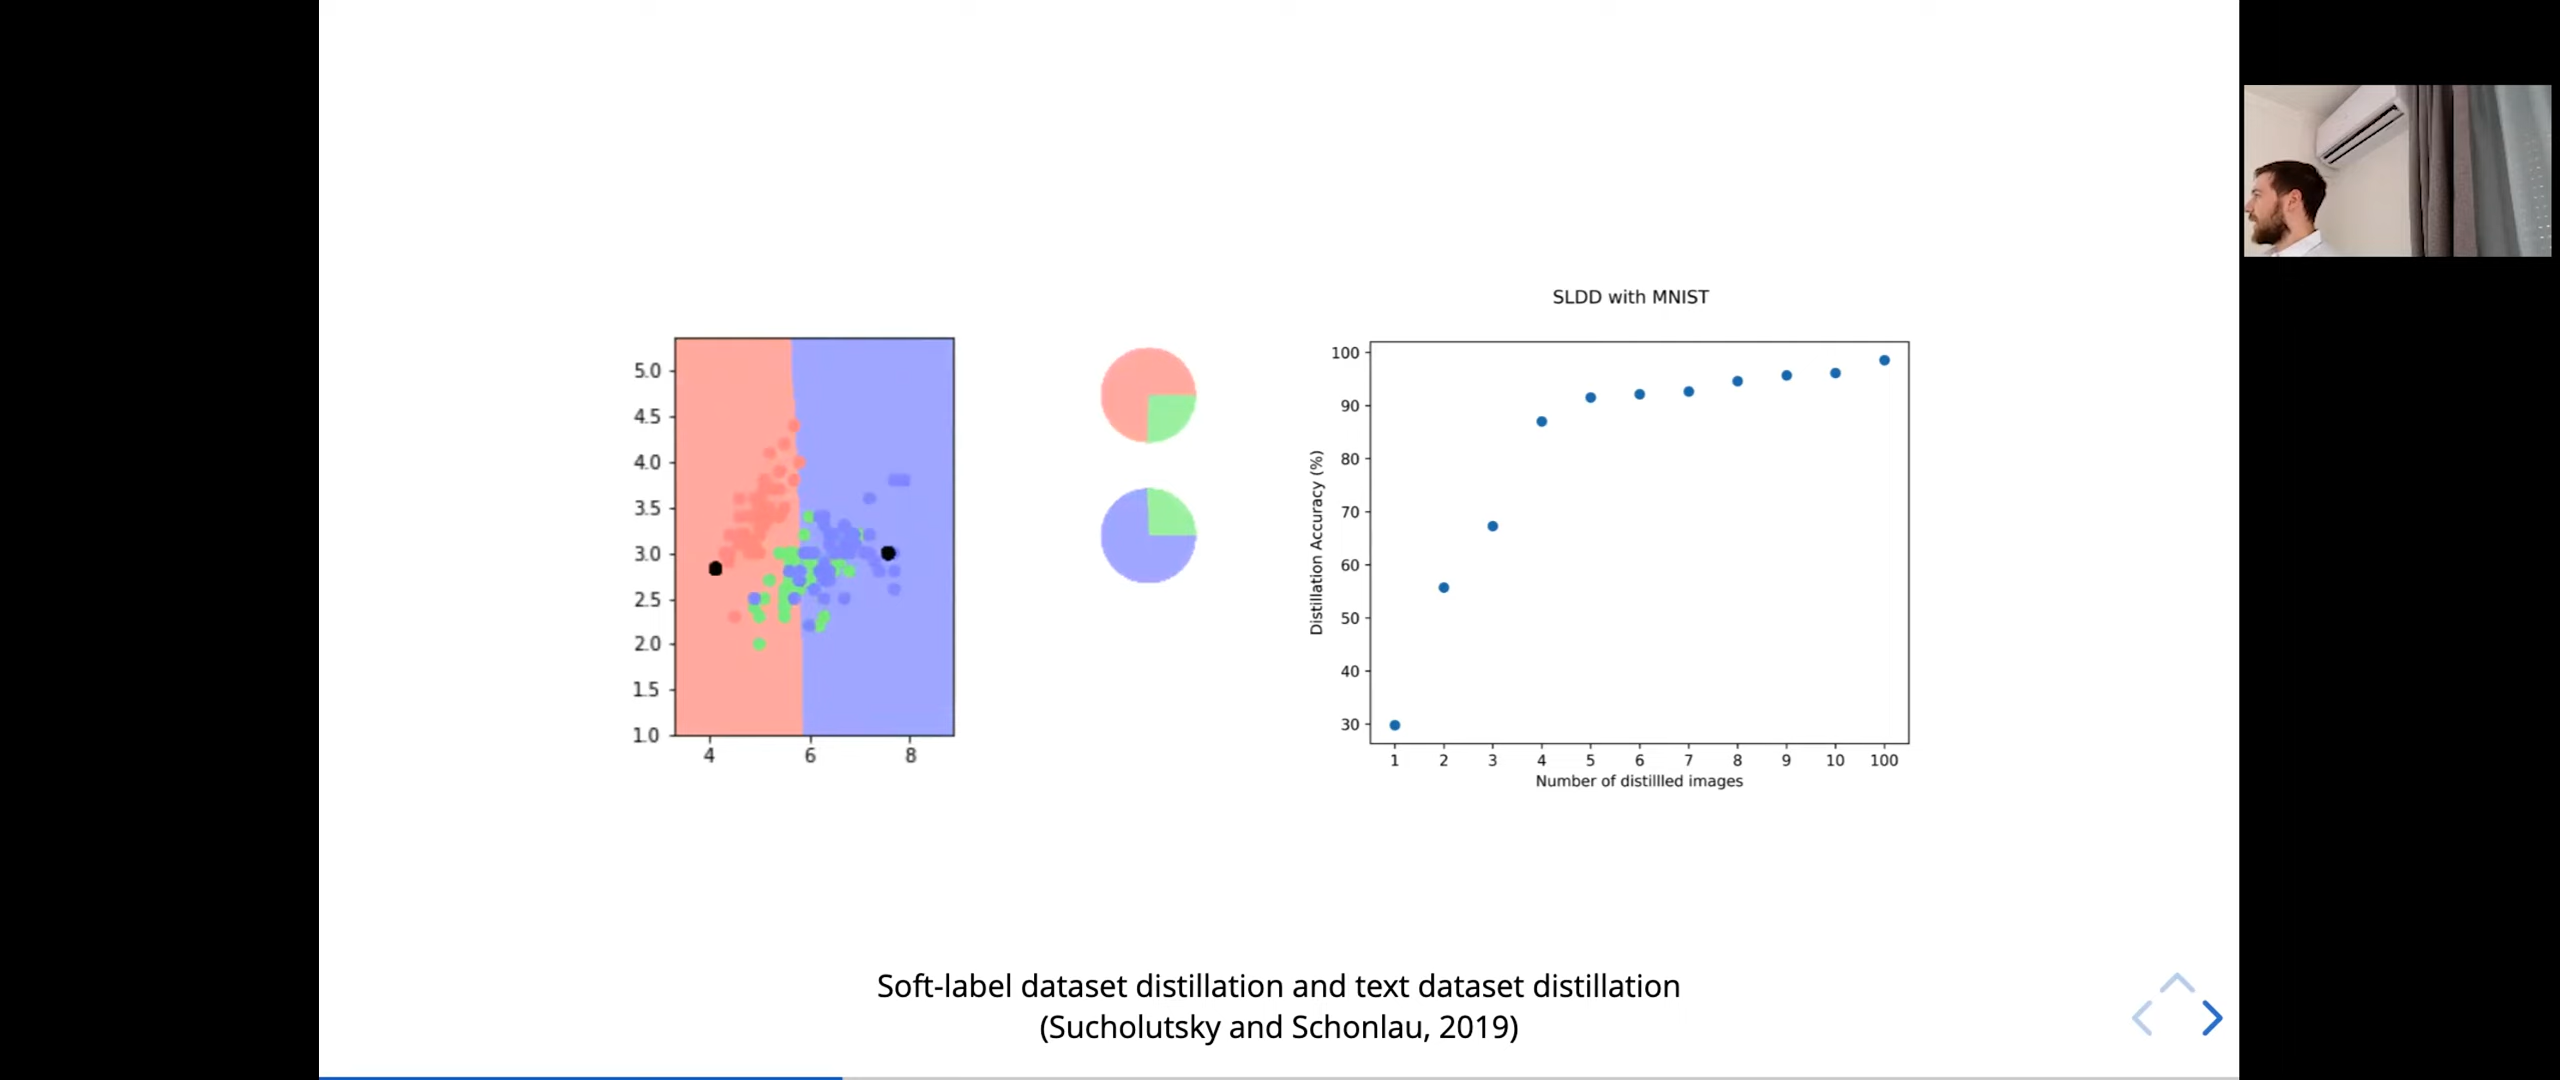 5.0
4.5
4.0
3.5
3.0
2.5
2.0
1.5
1.0
4 6 8
SLDD with MNIST
Distillation Accuracy (%)
100
90
80
70
60
50
40
30
1 2 3 4 5 6 7 8 9 10 100
Number of distillled images
Soft-label dataset distillation and text dataset distillation
(Sucholutsky and Schonlau, 2019)